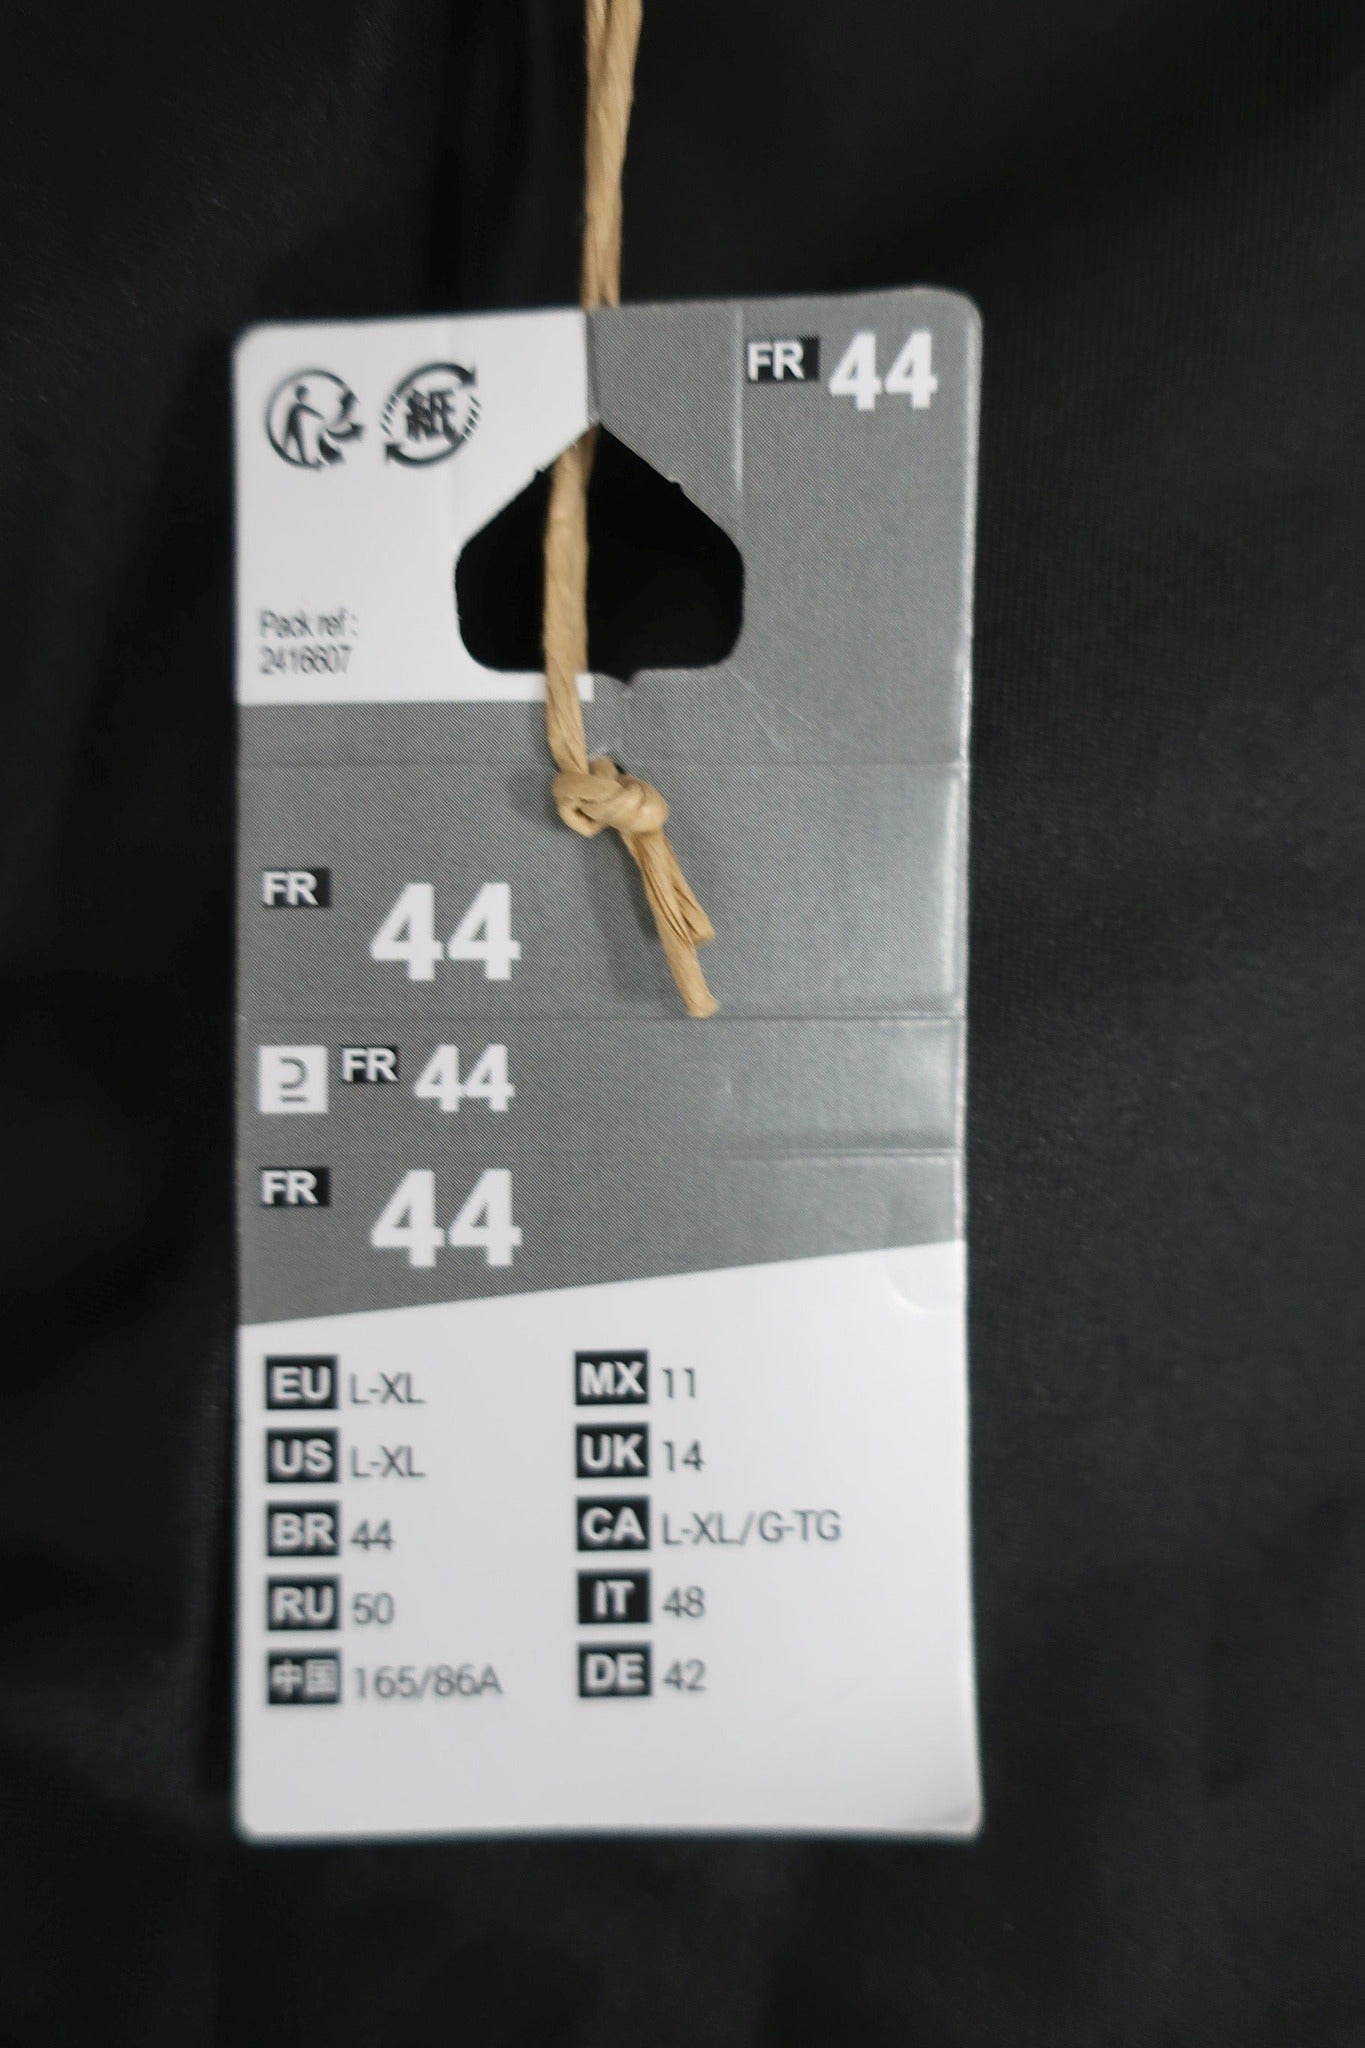 FR 44
紙
Pack ref :
2416607
FR 44
FR 44
FR 44
EU L-XL
MX 11
US L-XL
UK 14
BR 44
CA L-XL/G-TG
RU 50
IT 48
中国 165/86A
DE 42